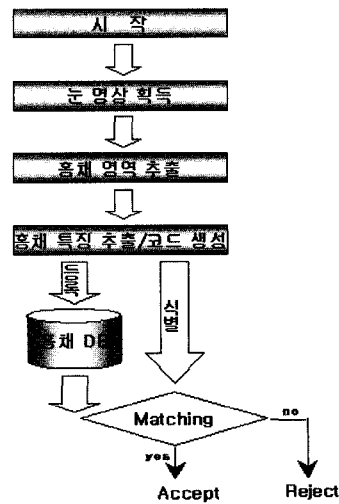 시 작
눈 영상 획득
홍채 영역 추출
홍채 특징 추출/코드 생성
등록
식별
홍채 DB
Matching
no
yes
Accept
Reject